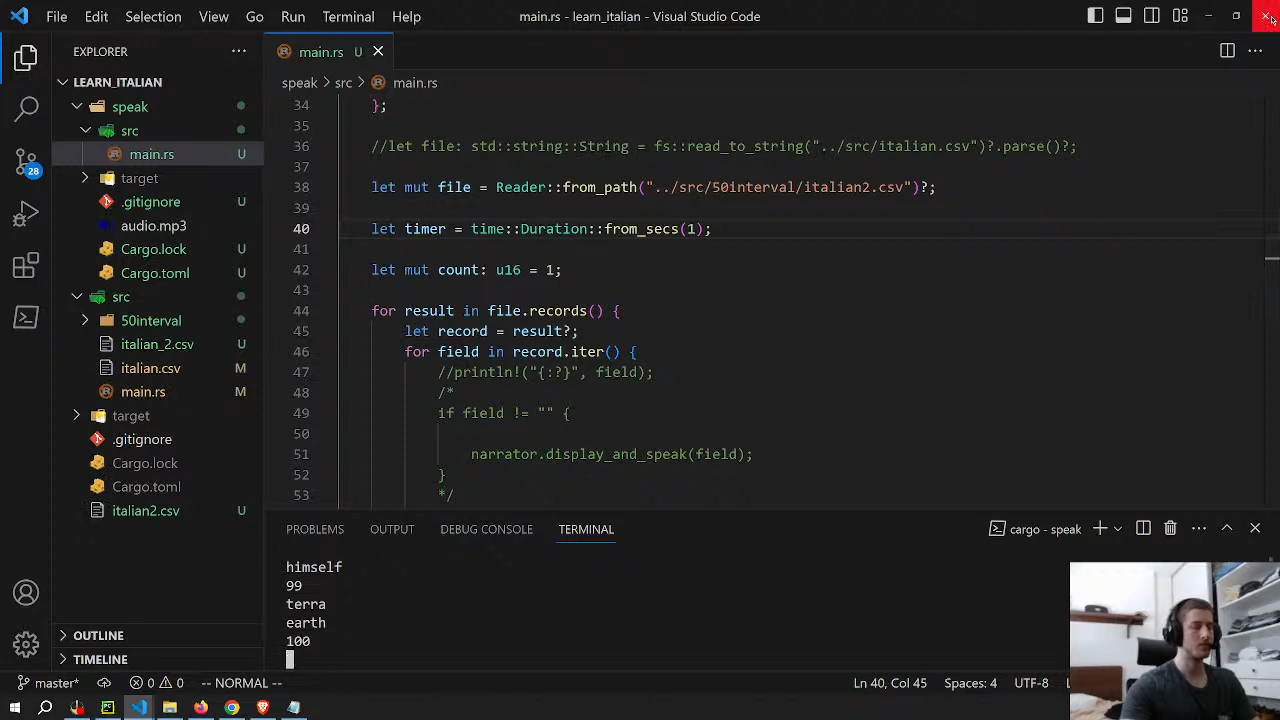 File Edit Selection View Go Run Terminal Help main.rs - learn_italian - Visual Studio Code
EXPLORER
LEARN_ITALIAN
speak
src
main.rs U
target
.gitignore U
audio.mp3
Cargo.lock U
Cargo.toml U
src
50interval
italian_2.csv U
italian.csv M
main.rs M
target
.gitignore
Cargo.lock
Cargo.toml
italian2.csv U
OUTLINE
TIMELINE
28
main.rs U
speak > src > main.rs
34 };
35
36 //let file: std::string::String = fs::read_to_string("../src/italian.csv")?.parse()?;
37
38 let mut file = Reader::from_path("../src/50interval/italian2.csv")?;
39
40 let timer = time::Duration::from_secs(1);
41
42 let mut count: u16 = 1;
43
44 for result in file.records() {
45 let record = result?;
46 for field in record.iter() {
47 //println!("{:?}", field);
48 /*
49 if field != "" {
50
51 narrator.display_and_speak(field);
52 }
53 */
PROBLEMS OUTPUT DEBUG CONSOLE TERMINAL cargo - speak
himself
99
terra
earth
100
master* 0 0 -- NORMAL -- Ln 40, Col 45 Spaces: 4 UTF-8